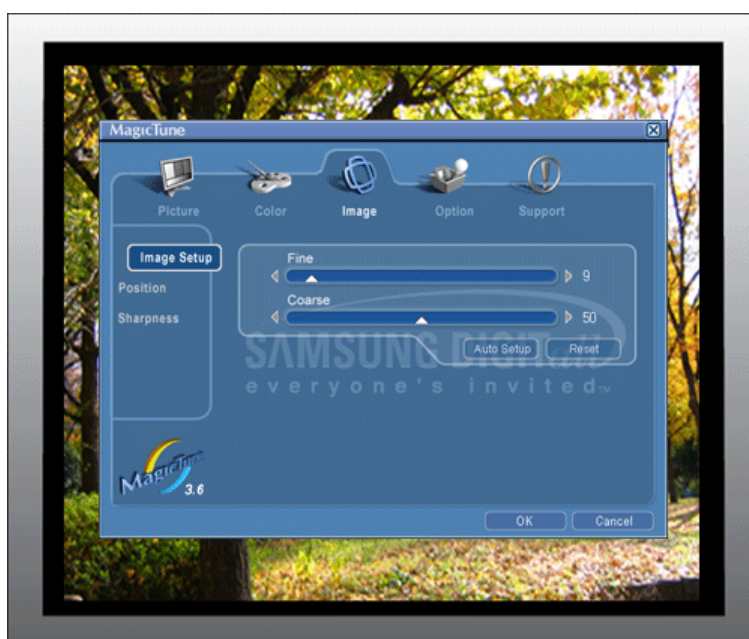 MagicTune
Picture Color Image Option Support
Image Setup
Position
Sharpness
Fine
9
Coarse
50
Auto Setup Reset
SAMSUNG DIGITall
everyone's invited™
MagicTune
3.6
OK Cancel